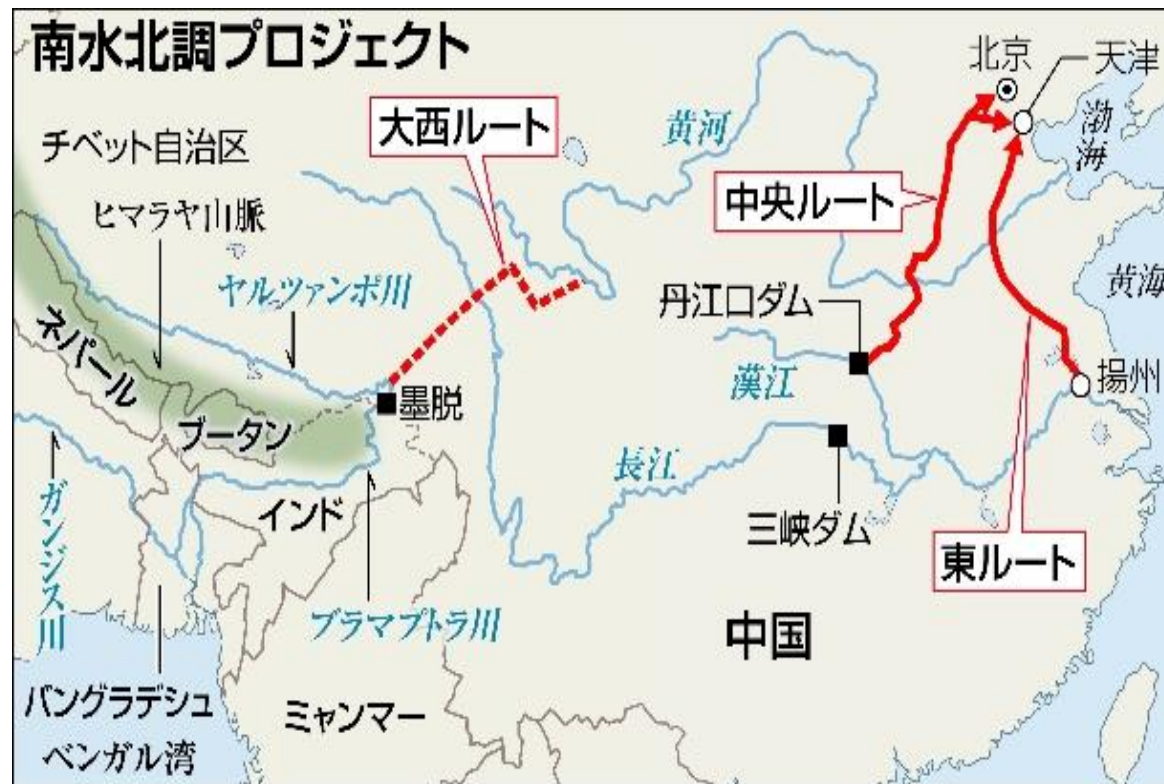 南水北調プロジェクト
北京
天津
渤海
大西ルート
黄河
チベット自治区
中央ルート
ヒマラヤ山脈
ヤルツァンポ川
黄海
丹江口ダム
ネパール
墨脱
漢江
揚州
ブータン
長江
ガンジス川
インド
三峡ダム
東ルート
ブラマプトラ川
中国
バングラデシュ
ミャンマー
ベンガル湾